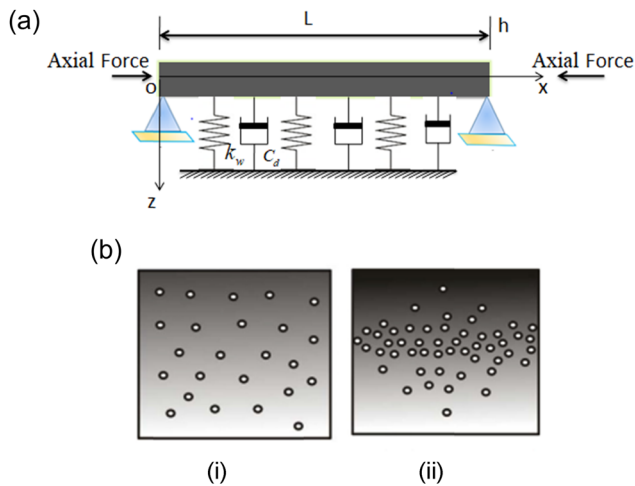 (a)
L
h
Axial Force
Axial Force
O
x
k_w
C_d
z
(b)
(i)
(ii)